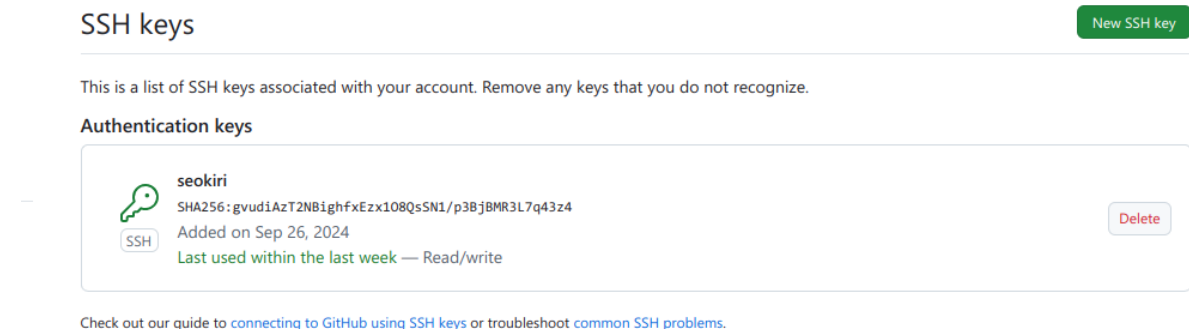 SSH keys
New SSH key
This is a list of SSH keys associated with your account. Remove any keys that you do not recognize.
Authentication keys
seokiri
SHA256:gvudiAzT2NBighfxEzx1O8QsSN1/p3BjBMR3L7q43z4
Added on Sep 26, 2024
SSH
Last used within the last week — Read/write
Delete
Check out our guide to connecting to GitHub using SSH keys or troubleshoot common SSH problems.